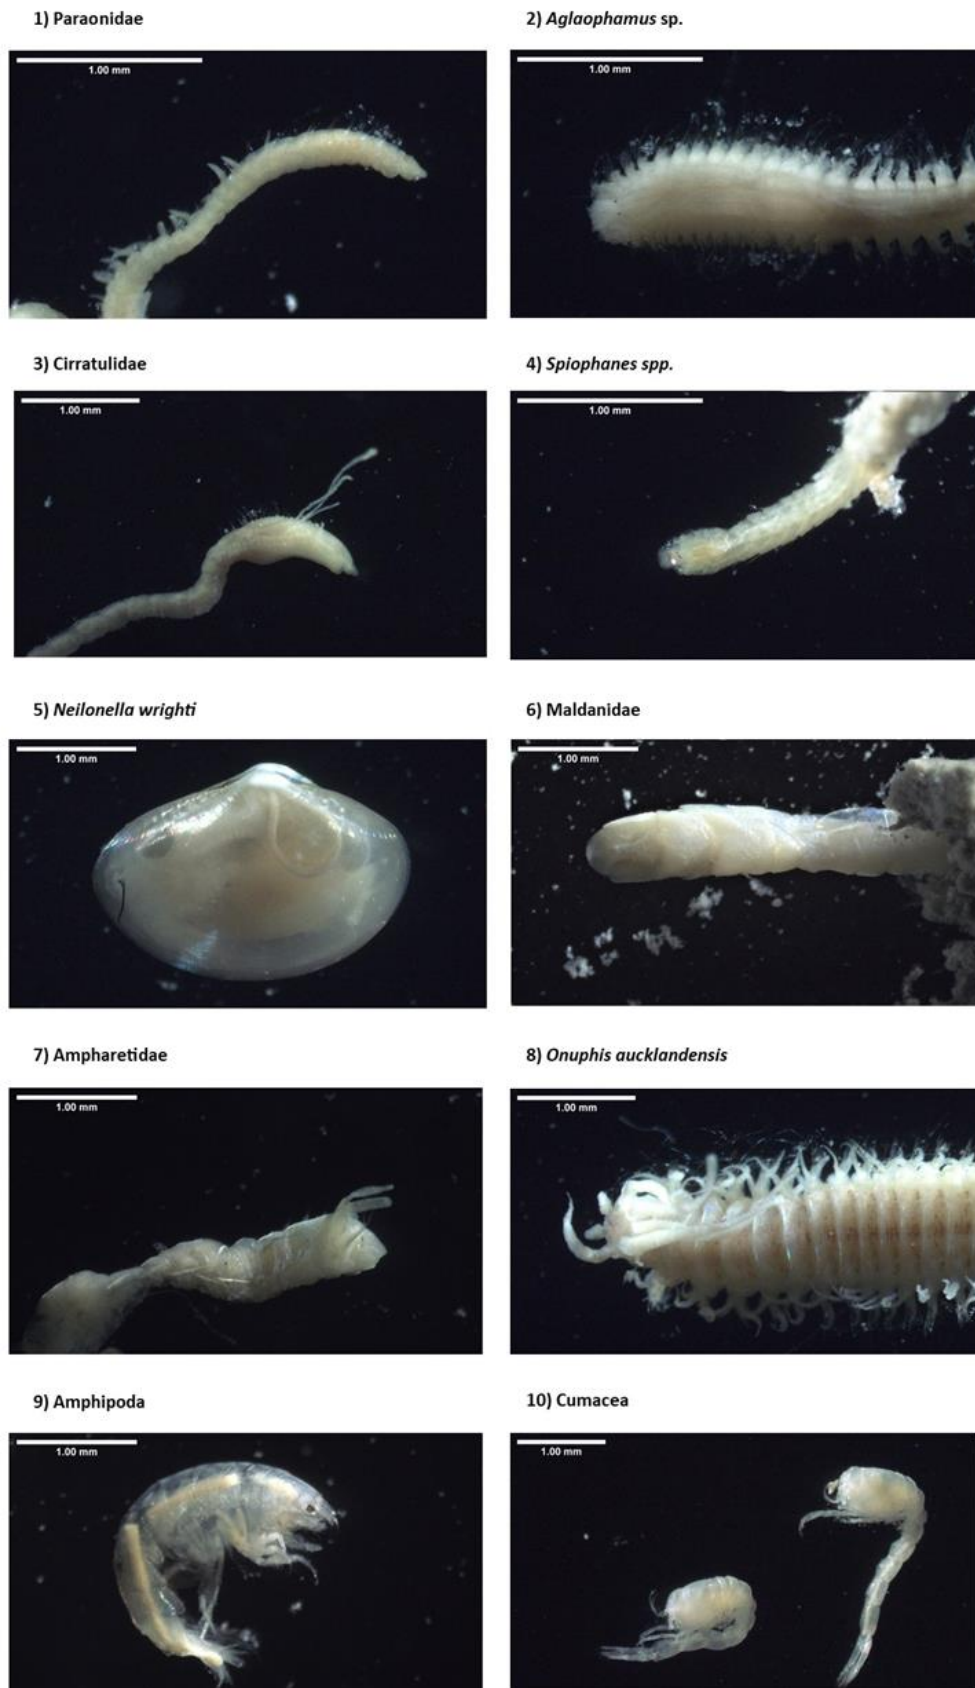 1) Paraonidae
2) Aglaophamus sp.
1.00 mm
1.00 mm
3) Cirratulidae
4) Spiophanes spp.
1.00 mm
1.00 mm
5) Neilonella wrighti
6) Maldanidae
1.00 mm
1.00 mm
7) Ampharetidae
8) Onuphis aucklandensis
1.00 mm
1.00 mm
9) Amphipoda
10) Cumacea
1.00 mm
1.00 mm